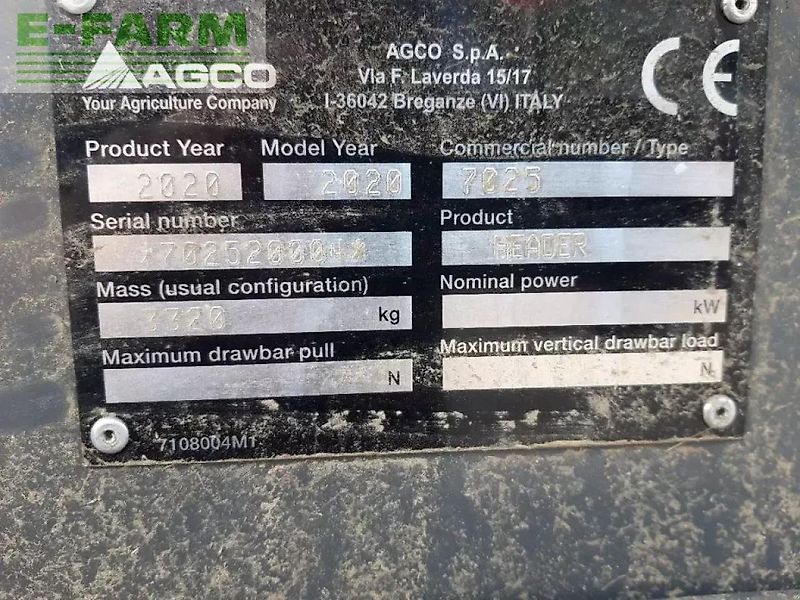 E-FARM
AGCO
Your Agriculture Company
AGCO S.p.A.
Via F. Laverda 15/17
I-36042 Breganze (VI) ITALY
CE
Product Year
Model Year
Commercial number / Type
2020
2020
7025
Serial number
Product
HEADER
Mass (usual configuration)
Nominal power
3320 kg
kW
Maximum drawbar pull
Maximum vertical drawbar load
N
N
7108004M1